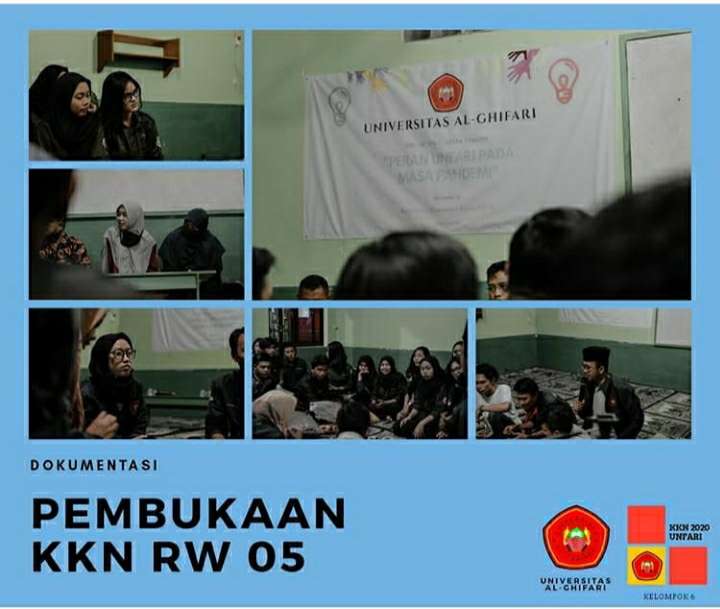 UNIVERSITAS AL-GHIFARI
"PERAN UNFARI PADA
MASA PANDEMI"
DOKUMENTASI
PEMBUKAAN
KKN RW 05
UNIVERSITAS
AL-GHIFARI
KKN 2020
UNFARI
KELOMPOK 6